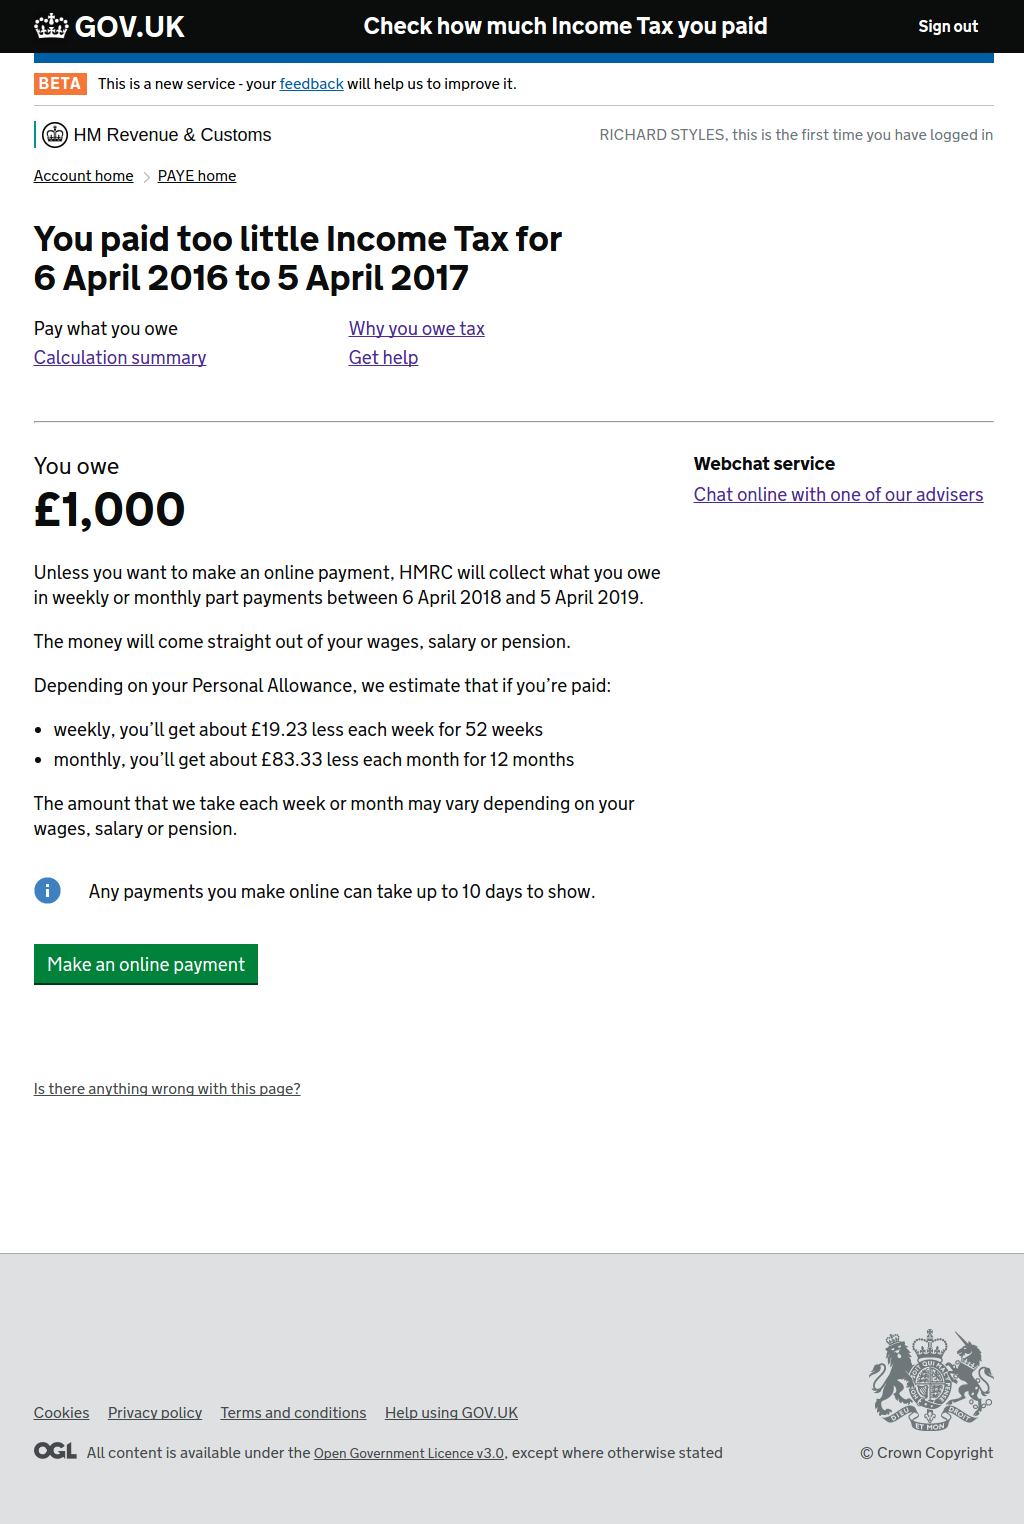 GOV.UK
Check how much Income Tax you paid
Sign out
BETA This is a new service - your feedback will help us to improve it.
HM Revenue & Customs
RICHARD STYLES, this is the first time you have logged in
Account home
PAYE home
You paid too little Income Tax for
6 April 2016 to 5 April 2017
Pay what you owe
Why you owe tax
Calculation summary
Get help
You owe
£1,000
Webchat service
Chat online with one of our advisers
Unless you want to make an online payment, HMRC will collect what you owe
in weekly or monthly part payments between 6 April 2018 and 5 April 2019.
The money will come straight out of your wages, salary or pension.
Depending on your Personal Allowance, we estimate that if you’re paid:
• weekly, you’ll get about £19.23 less each week for 52 weeks
• monthly, you’ll get about £83.33 less each month for 12 months
The amount that we take each week or month may vary depending on your
wages, salary or pension.
Any payments you make online can take up to 10 days to show.
Make an online payment
Is there anything wrong with this page?
Cookies
Privacy policy
Terms and conditions
Help using GOV.UK
OGL All content is available under the Open Government Licence v3.0, except where otherwise stated
DIEU ET MON DROIT
© Crown Copyright